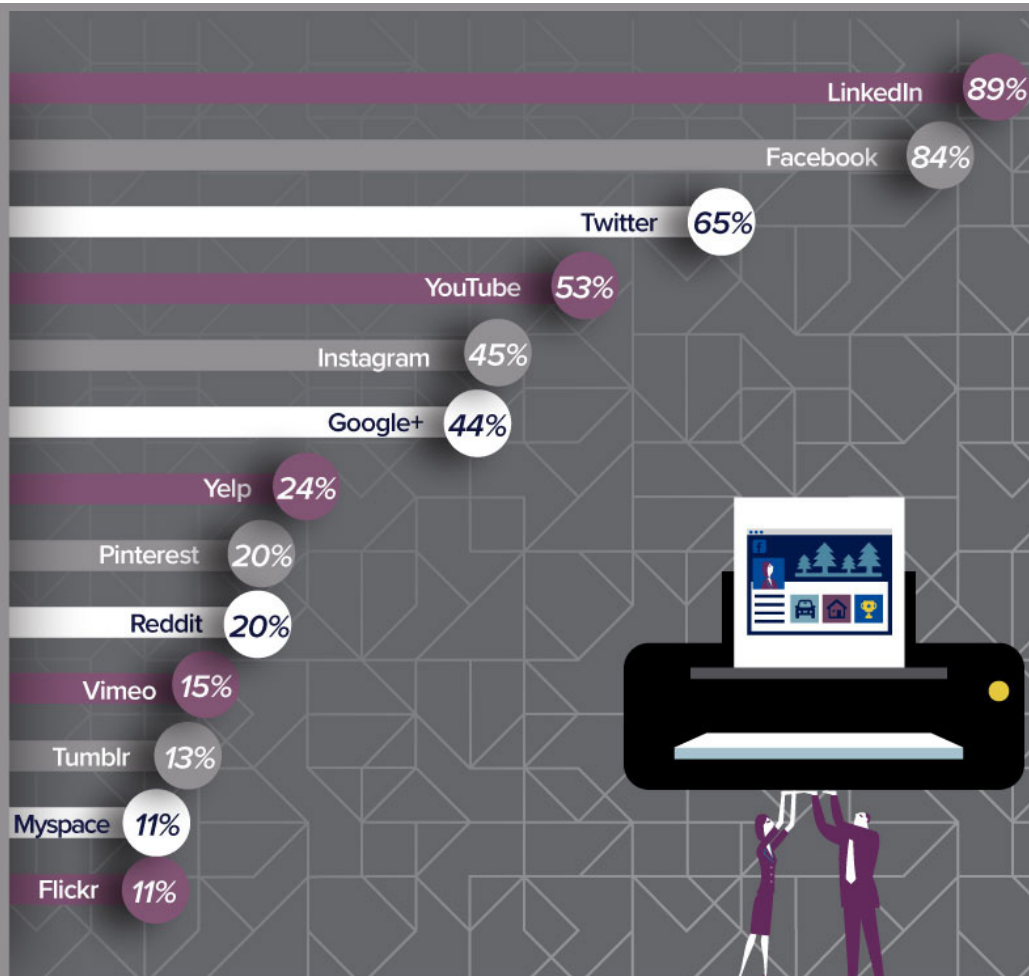 LinkedIn 89%
Facebook 84%
Twitter 65%
YouTube 53%
Instagram 45%
Google+ 44%
Yelp 24%
Pinterest 20%
Reddit 20%
Vimeo 15%
Tumblr 13%
Myspace 11%
Flickr 11%